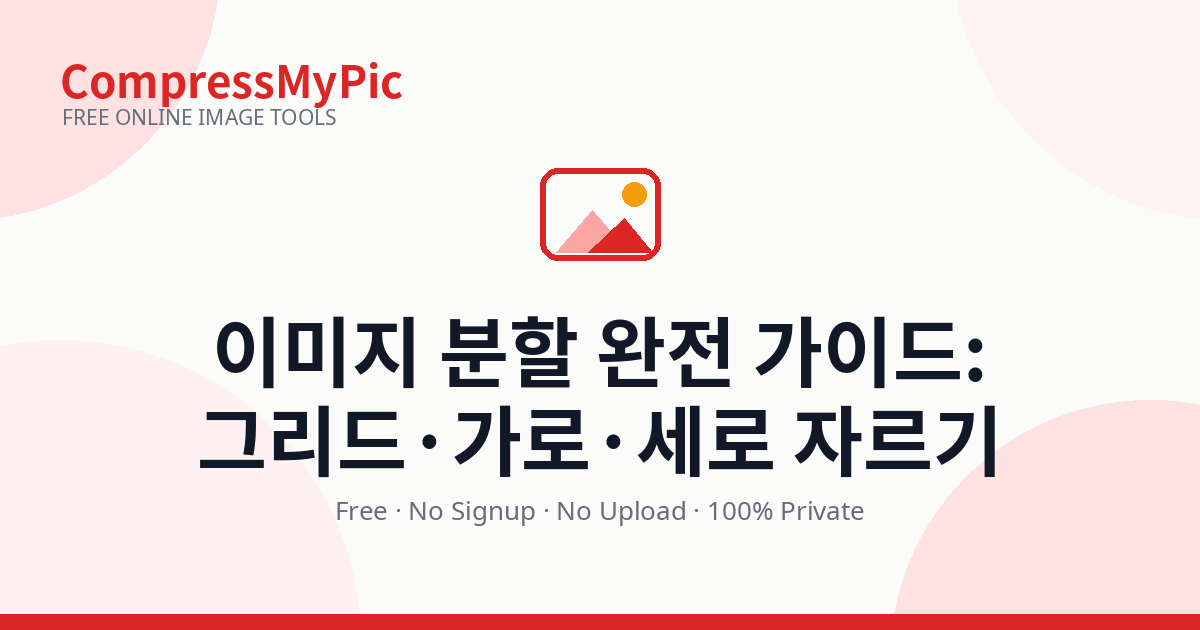 CompressMyPic
FREE ONLINE IMAGE TOOLS
이미지 분할 완전 가이드:
그리드·가로·세로 자르기
Free · No Signup · No Upload · 100% Private